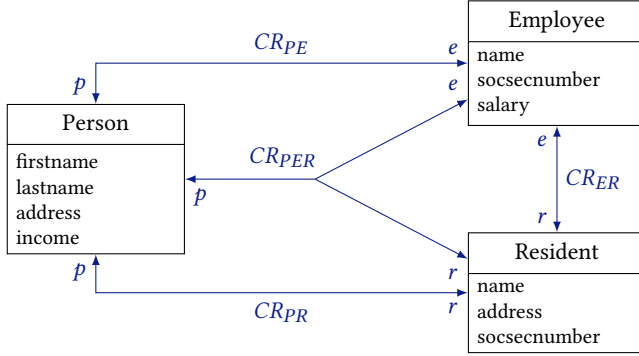 Employee
name
socsecnumber
salary
CR_PE
p
e
e
Person
firstname
lastname
address
income
CR_PER
p
e
CR_ER
r
Resident
name
address
socsecnumber
p
r
r
CR_PR